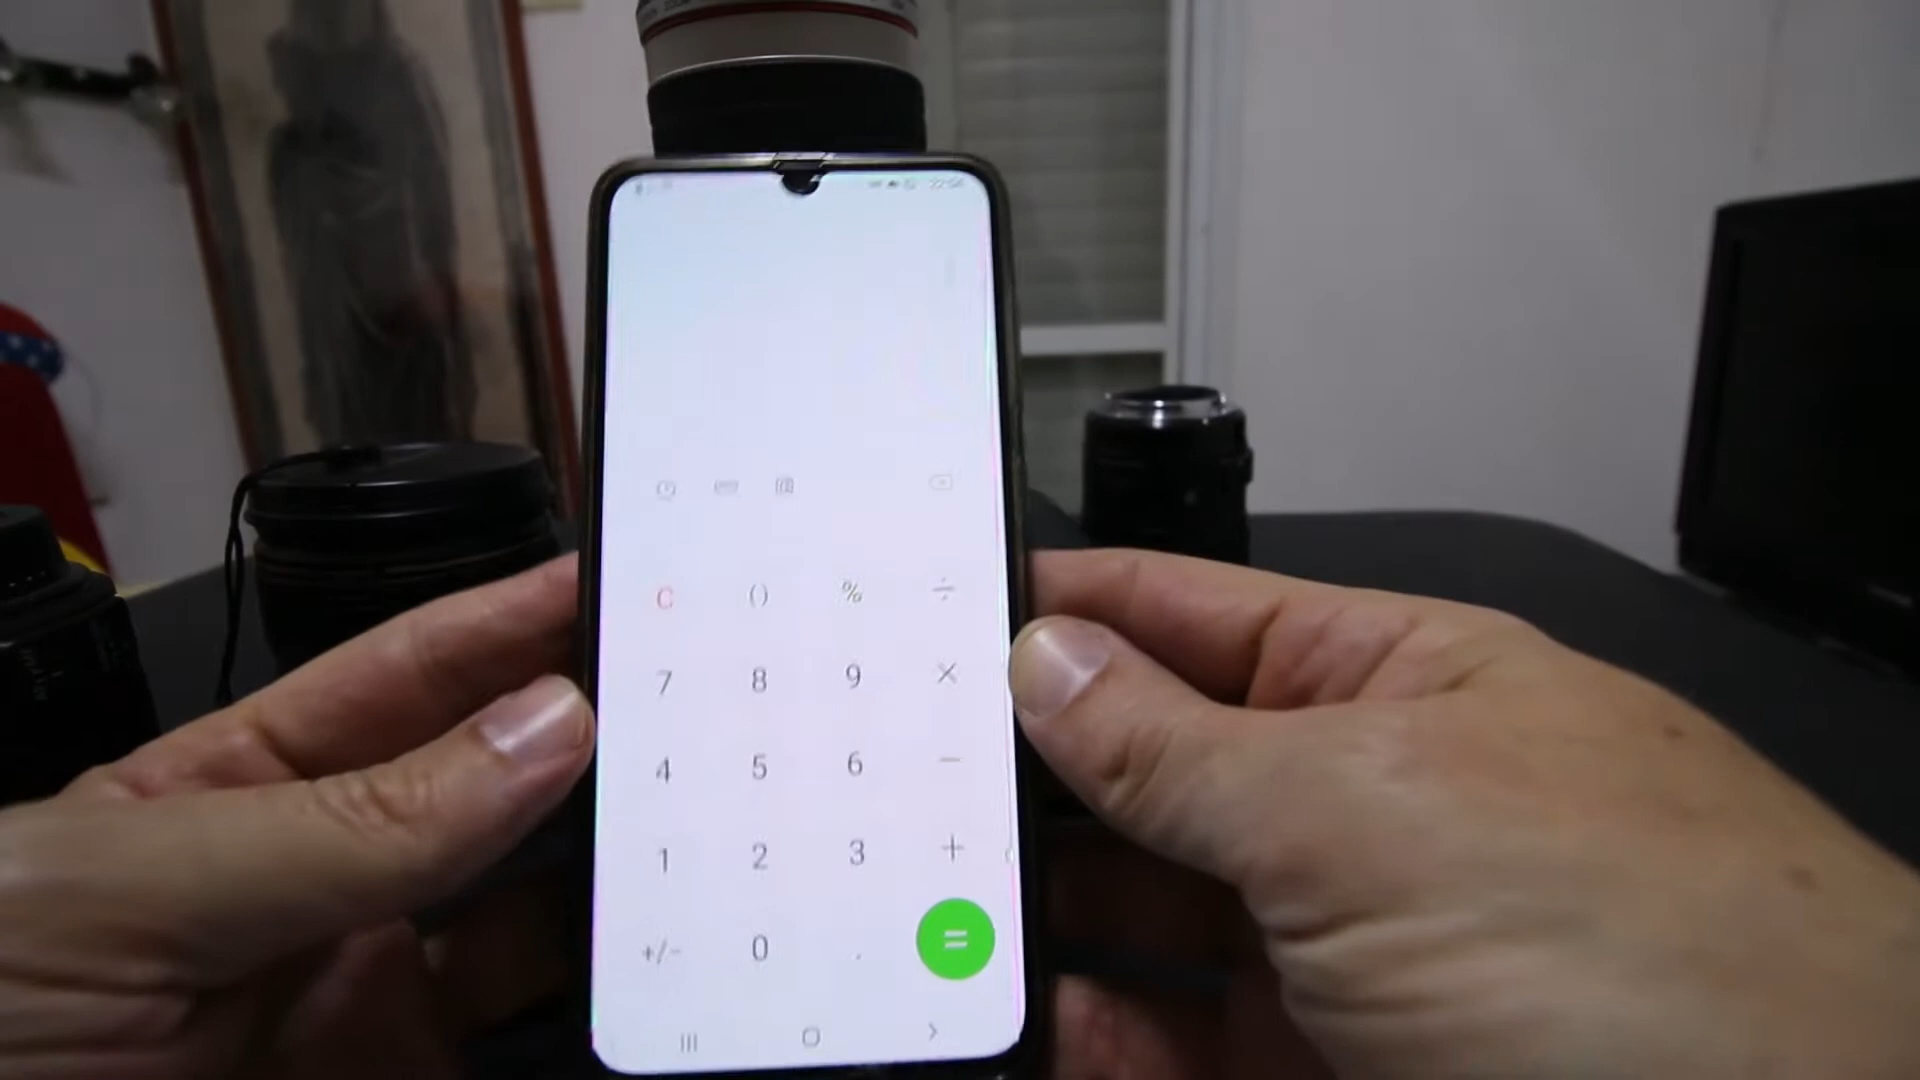 C () % ÷
7 8 9 ×
4 5 6 −
1 2 3 +
+/− 0 . =